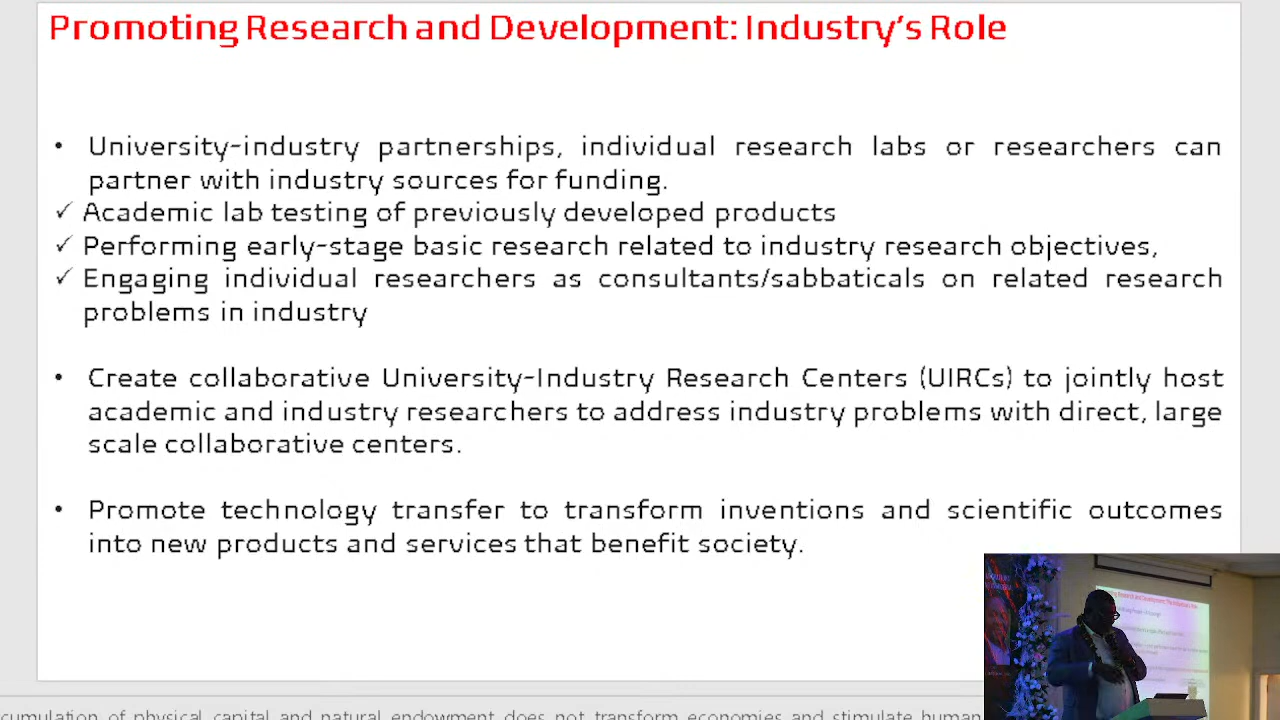 Promoting Research and Development: Industry's Role
• University-industry partnerships, individual research labs or researchers can
partner with industry sources for funding.
✓ Academic lab testing of previously developed products
✓ Performing early-stage basic research related to industry research objectives,
✓ Engaging individual researchers as consultants/sabbaticals on related research
problems in industry
• Create collaborative University-Industry Research Centers (UIRCs) to jointly host
academic and industry researchers to address industry problems with direct, large
scale collaborative centers.
• Promote technology transfer to transform inventions and scientific outcomes
into new products and services that benefit society.
of physical capital and natural endowment does not transform economies and stimulate human